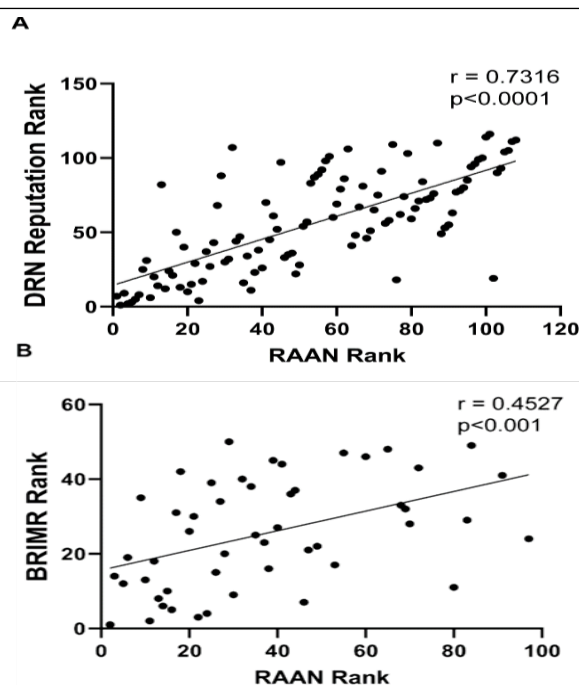 A
r = 0.7316
p<0.0001
150
100
50
0
DRN Reputation Rank
0 20 40 60 80 100 120
RAAN Rank
B
r = 0.4527
p<0.001
60
40
20
0
BRIMR Rank
0 20 40 60 80 100
RAAN Rank